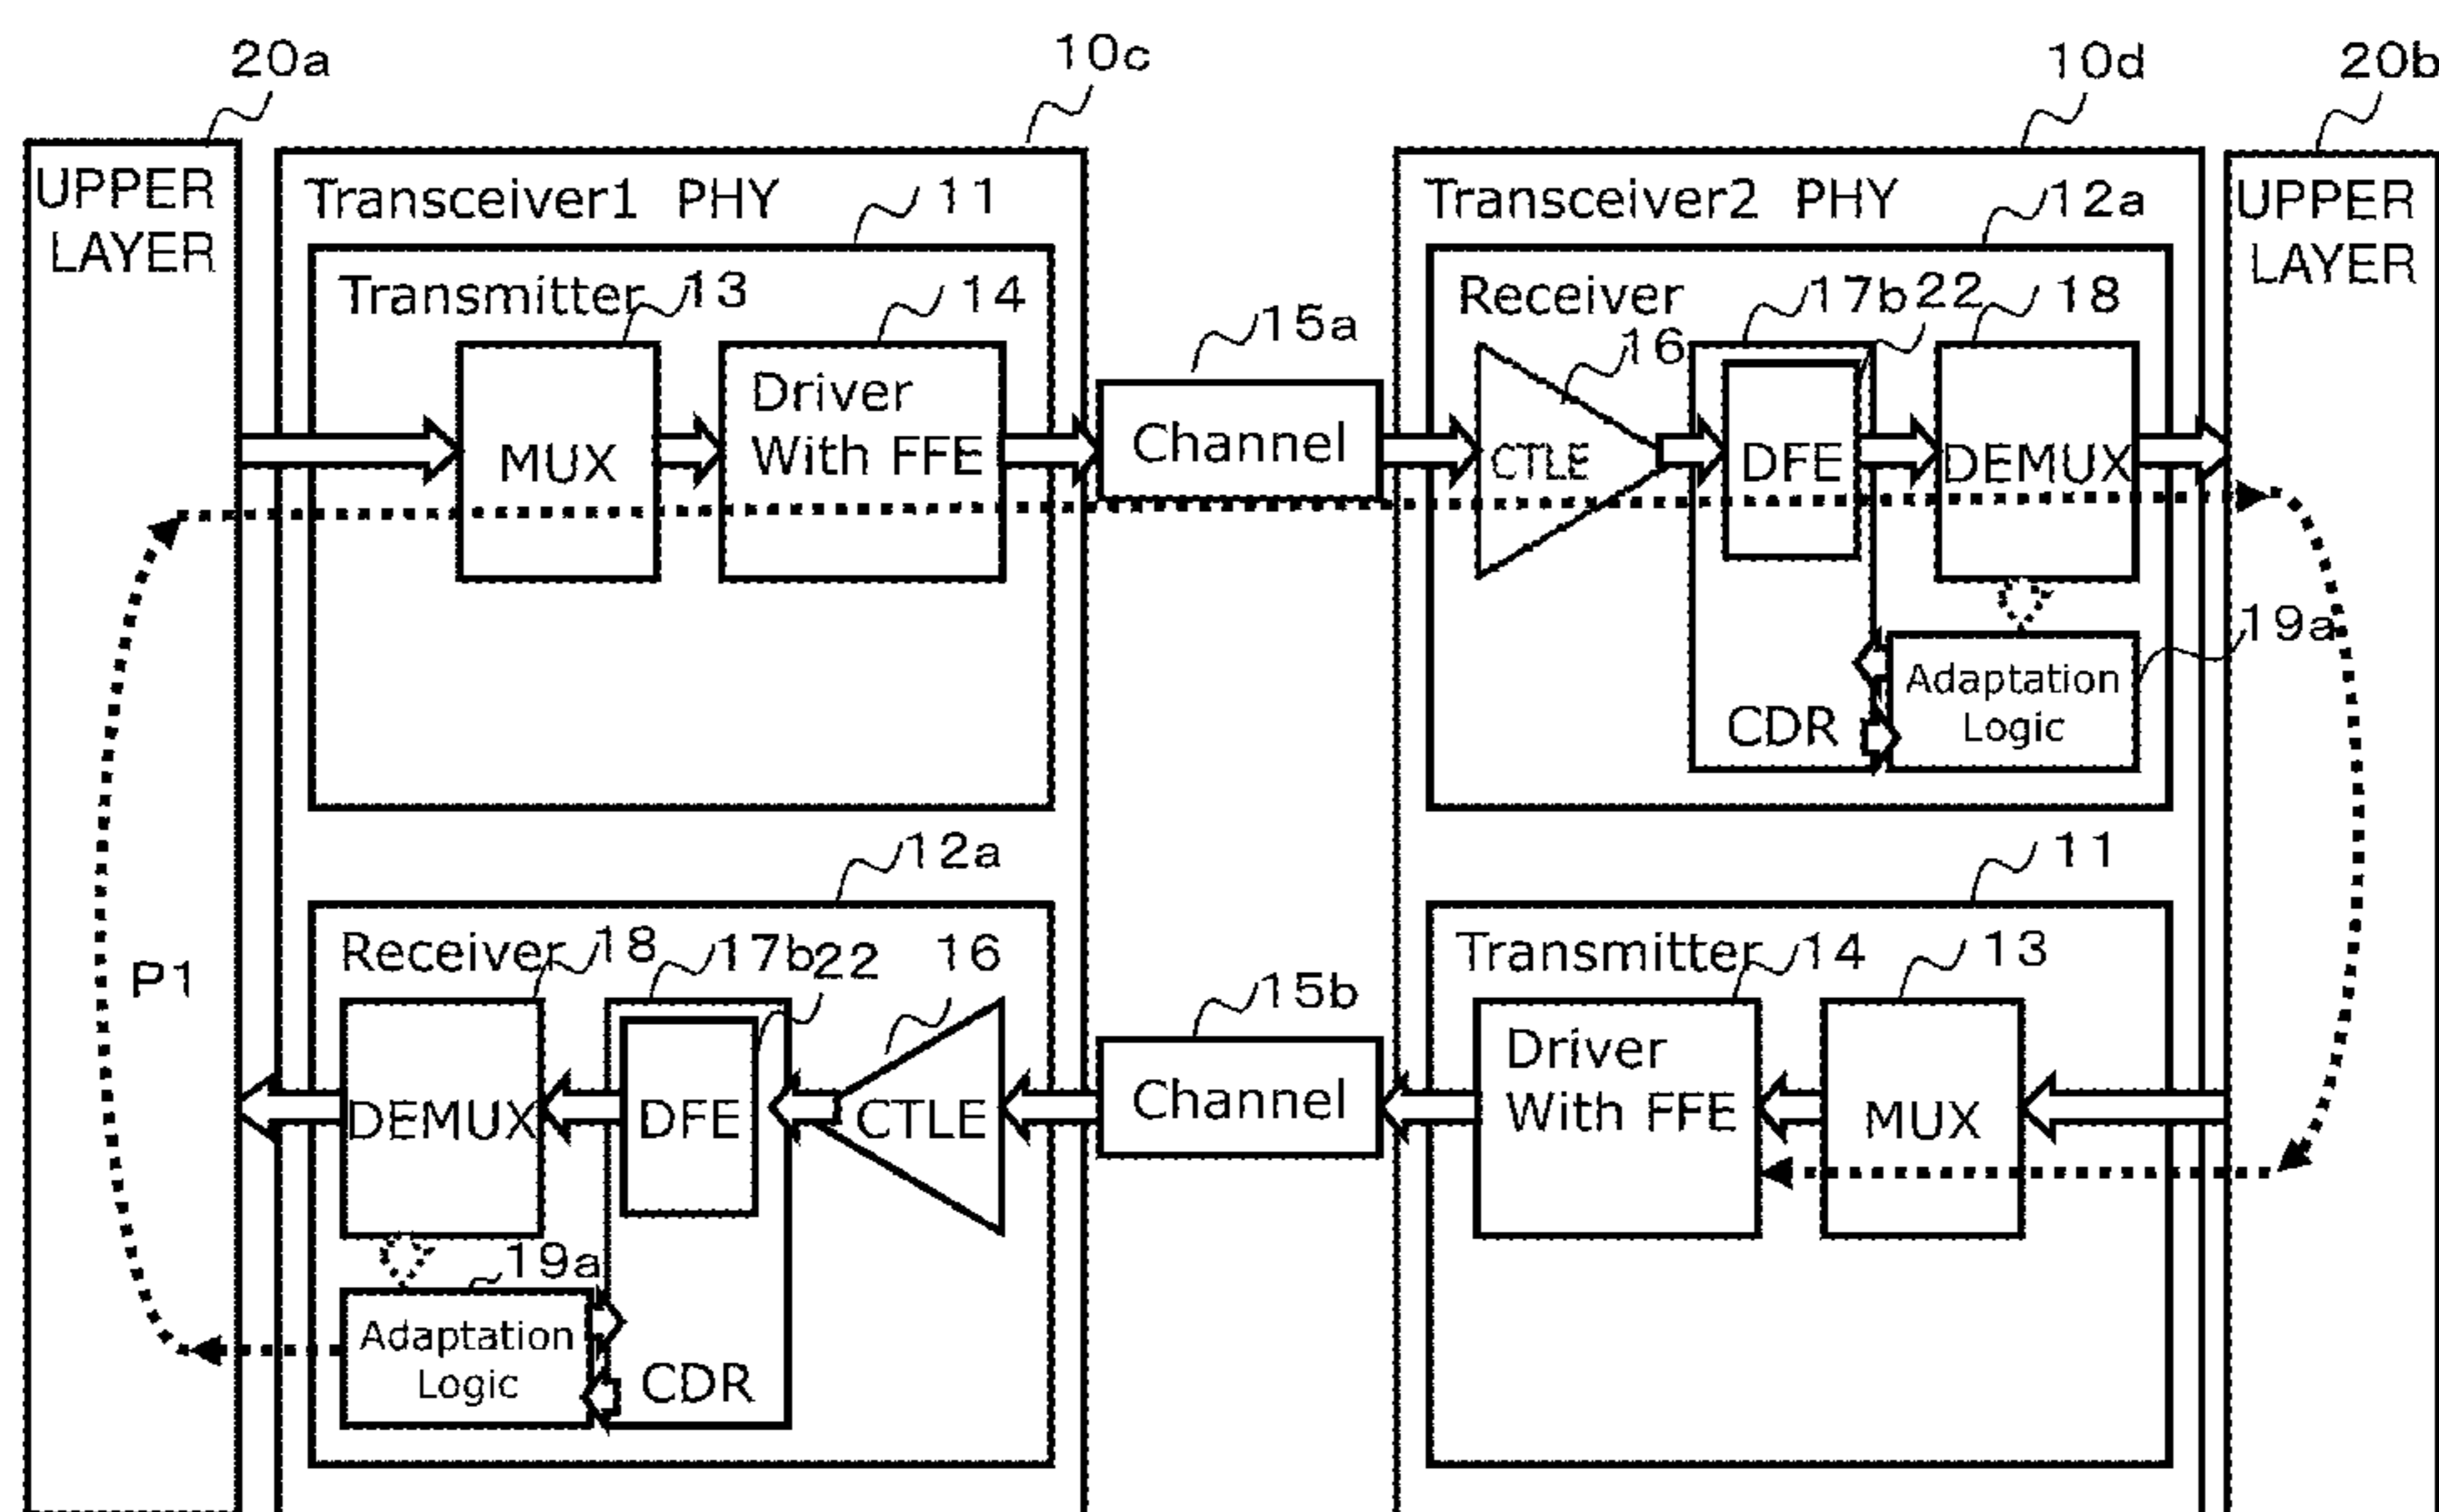 20a
10c
10d
20b
UPPER
LAYER
Transceiver1 PHY
11
Transmitter
13
14
MUX
Driver
With FFE
15a
Channel
Transceiver2 PHY
12a
Receiver
16
17b
22
18
CTLE
DFE
DEMUX
19a
Adaptation
Logic
CDR
UPPER
LAYER
P1
12a
Receiver
18
17b
22
16
DEMUX
DFE
CTLE
19a
Adaptation
Logic
CDR
15b
Channel
11
Transmitter
14
13
Driver
With FFE
MUX